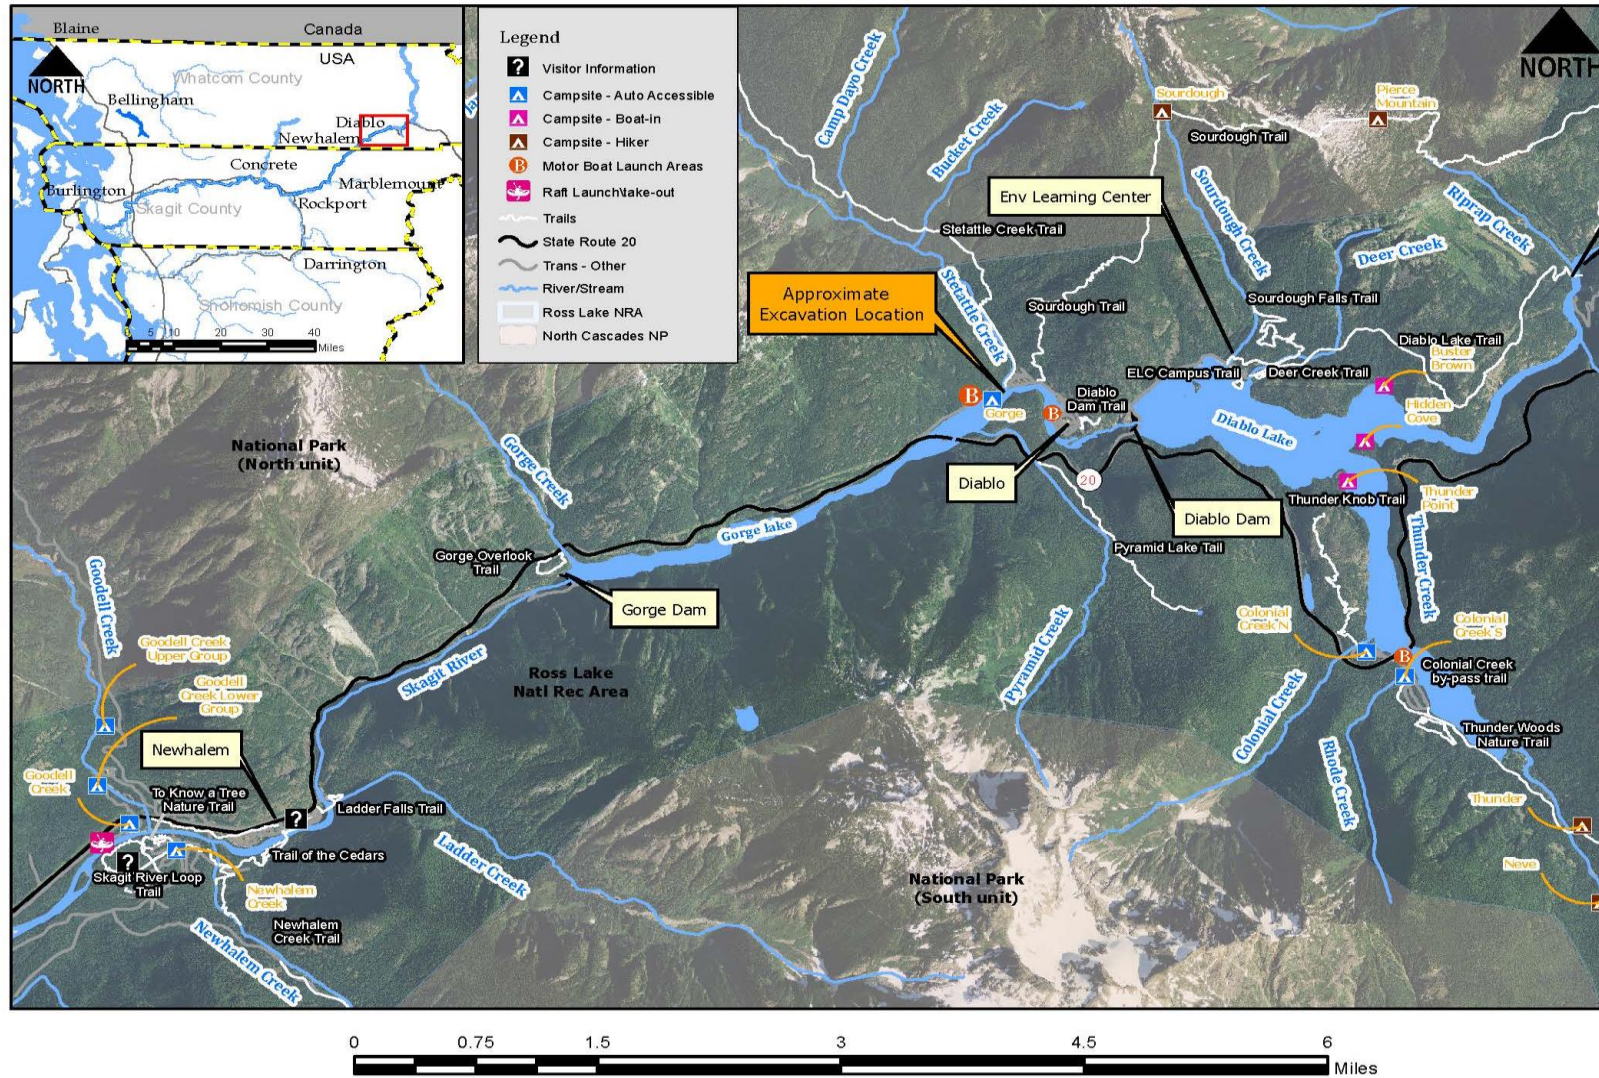 Blaine
Canada
USA
NORTH
Whatcom County
Bellingham
Diablo
Newhalem
Concrete
Marblemount
Burlington
Rockport
Skagit County
Darrington
Snohomish County
0 5 10 20 30 40
Miles
Legend
? Visitor Information
Campsite - Auto Accessible
Campsite - Boat-in
Campsite - Hiker
B Motor Boat Launch Areas
Raft Launch\take-out
Trails
State Route 20
Trans - Other
River/Stream
Ross Lake NRA
North Cascades NP
NORTH
Camp Dayo Creek
Bucket Creek
Sourdough
Pierce
Mountain
Sourdough Trail
Env Learning Center
Sourdough Creek
Riprap Creek
Stetattle Creek Trail
Deer Creek
Stetattle Creek
Approximate
Excavation Location
Sourdough Trail
Sourdough Falls Trail
Diablo Lake Trail
Buster
Brown
ELC Campus Trail
Deer Creek Trail
B
Gorge
B
Diablo
Dam Trail
Hidden
Cove
Diablo Lake
National Park
(North unit)
Gorge Creek
Diablo
20
Diablo Dam
Thunder Knob Trail
Thunder
Point
Gorge lake
Pyramid Lake Tail
Thunder Creek
Gorge Overlook
Trail
Gorge Dam
Goodell Creek
Goodell Creek
Upper Group
Goodell
Creek Lower
Group
Skagit River
Ross Lake
Natl Rec Area
Pyramid Creek
Colonial
Creek N
Colonial
Creek S
B
Colonial Creek
by-pass trail
Colonial Creek
Rhode Creek
Thunder Woods
Nature Trail
Newhalem
Goodell
Creek
To Know a Tree
Nature Trail
?
Ladder Falls Trail
Thunder
Trail of the Cedars
?
Skagit River Loop
Trail
Newhalem
Creek
Ladder Creek
Neve
National Park
(South unit)
Newhalem
Creek Trail
Newhalem Creek
0 0.75 1.5 3 4.5 6
Miles